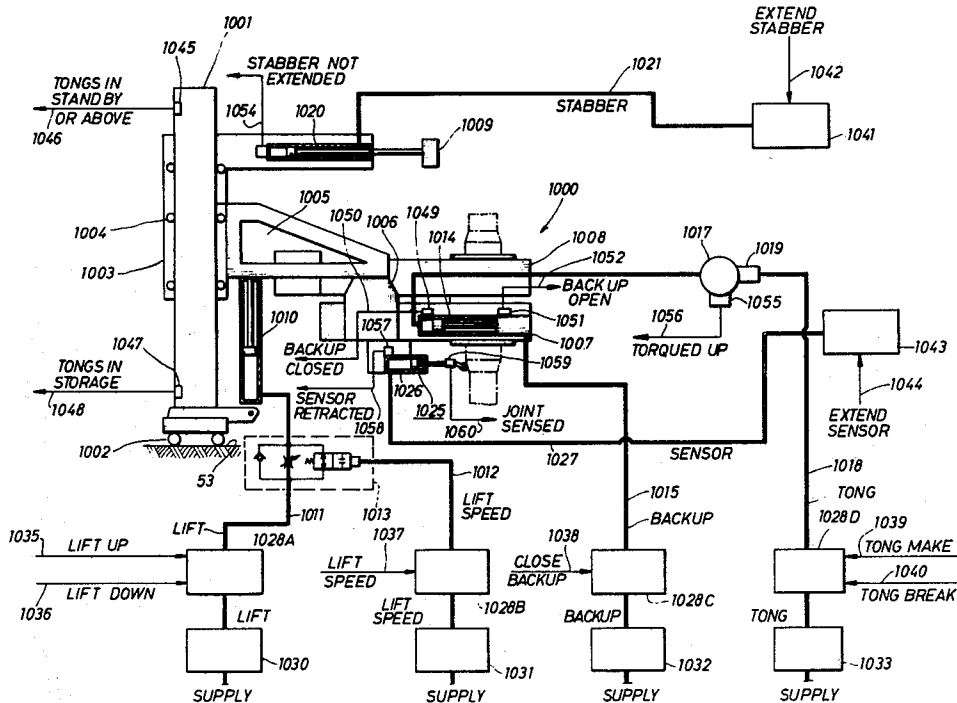 1001
1045
EXTEND
STABBER
STABBER NOT
EXTENDED
1021
1042
TONGS IN
STANDBY
OR ABOVE
1046
1054
1020
STABBER
1009
1041
1005
1050
1049
1006
1014
1000
1008
1004
1003
1052
1017
1019
BACKUP
OPEN
1055
1010
1057
1051
1007
1056
TORQUED UP
1043
1047
BACKUP
CLOSED
1059
TONGS IN
STORAGE
1048
SENSOR
RETRACTED
1026
1025
1058
1060
JOINT
SENSED
1044
EXTEND
SENSOR
1002
53
1027
SENSOR
1012
LIFT
SPEED
1018
1011
1013
1015
BACKUP
TONG
1028D
1035
LIFT UP
LIFT
1028A
1037
LIFT
SPEED
1038
CLOSE
BACKUP
1039
TONG MAKE
1040
TONG BREAK
1036
LIFT DOWN
1028B
1028C
LIFT
LIFT
SPEED
BACKUP
TONG
1030
1031
1032
1033
SUPPLY
SUPPLY
SUPPLY
SUPPLY